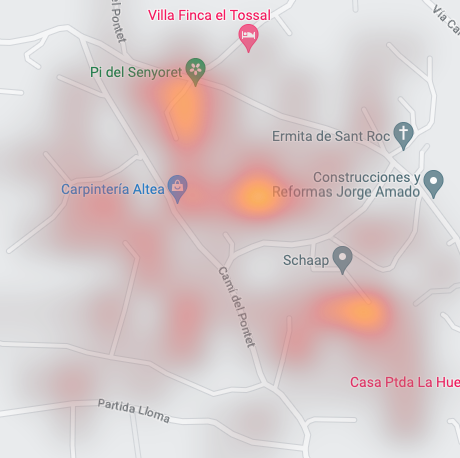 Villa Finca el Tossal
del Pontet
Vía Ca
Pi del Senyoret
Ermita de Sant Roc
Construcciones y
Reformas Jorge Amado
Carpintería Altea
Schaap
Camí del Pontet
Casa Ptda La Hue
Partida Lloma